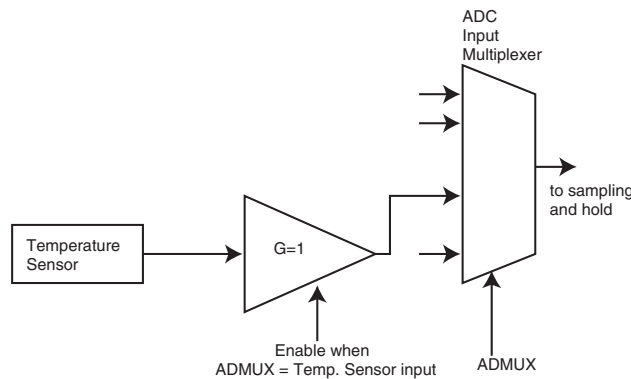 ADC
Input
Multiplexer
to sampling
and hold
Temperature
Sensor
G=1
Enable when
ADMUX = Temp. Sensor input
ADMUX